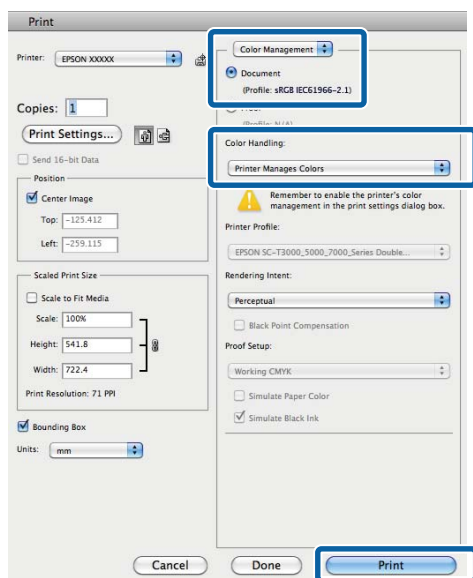 Print
Printer: EPSON XXXXX
Copies: 1
Print Settings...
Send 16-bit Data
Position
Center Image
Top: -125.412
Left: -259.115
Scaled Print Size
Scale to Fit Media
Scale: 100%
Height: 541.8
Width: 722.4
Print Resolution: 71 PPI
Bounding Box
Units: mm
Color Management
Document
(Profile: sRGB IEC61966-2.1)
Color Handling:
Printer Manages Colors
Remember to enable the printer's color
management in the print settings dialog box.
Printer Profile:
EPSON SC-T3000_5000_7000_Series Double...
Rendering Intent:
Perceptual
Black Point Compensation
Proof Setup:
Working CMYK
Simulate Paper Color
Simulate Black Ink
Cancel
Done
Print